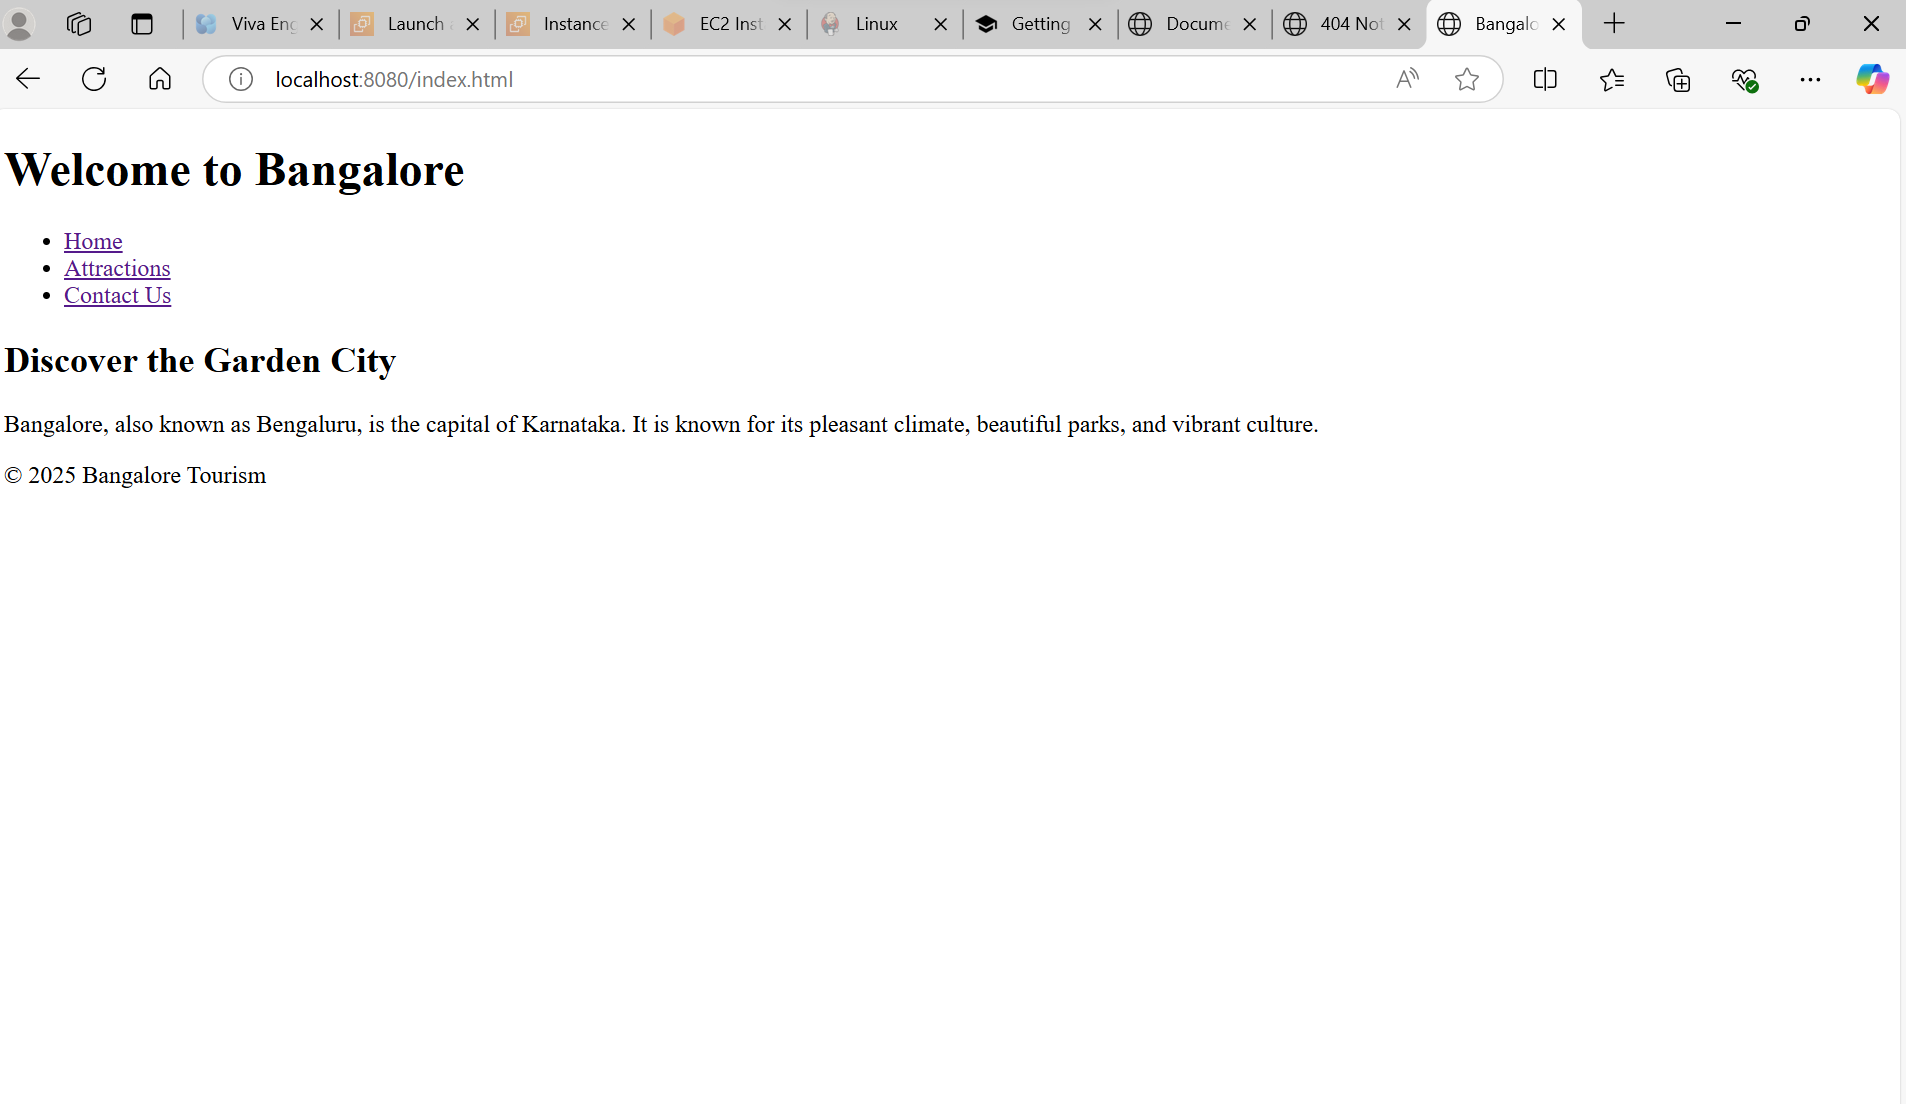 Viva Eng
Launch
Instance
EC2 Inst
Linux
Getting
Docume
404 Not
Bangalo
localhost:8080/index.html
Welcome to Bangalore
• Home
• Attractions
• Contact Us
Discover the Garden City
Bangalore, also known as Bengaluru, is the capital of Karnataka. It is known for its pleasant climate, beautiful parks, and vibrant culture.
© 2025 Bangalore Tourism